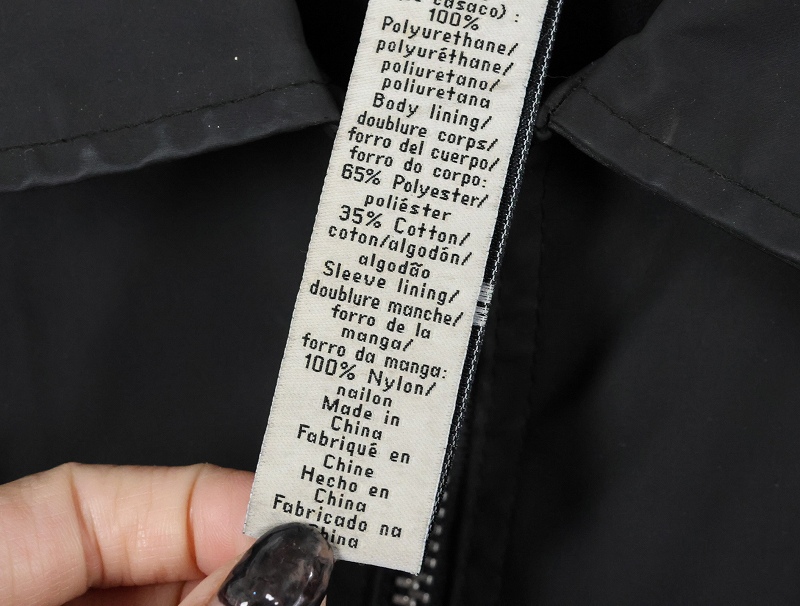 casaco) :
100%
Polyurethane/
polyuréthane/
poliuretano/
poliuretana
Body lining/
doublure corps/
forro del cuerpo/
forro do corpo:
65% Polyester/
poliéster
35% Cotton/
coton/algodón/
algodão
Sleeve lining/
doublure manche/
forro de la
manga/
forro da manga:
100% Nylon/
nailon
Made in
China
Fabriqué en
Chine
Hecho en
China
Fabricado na
China